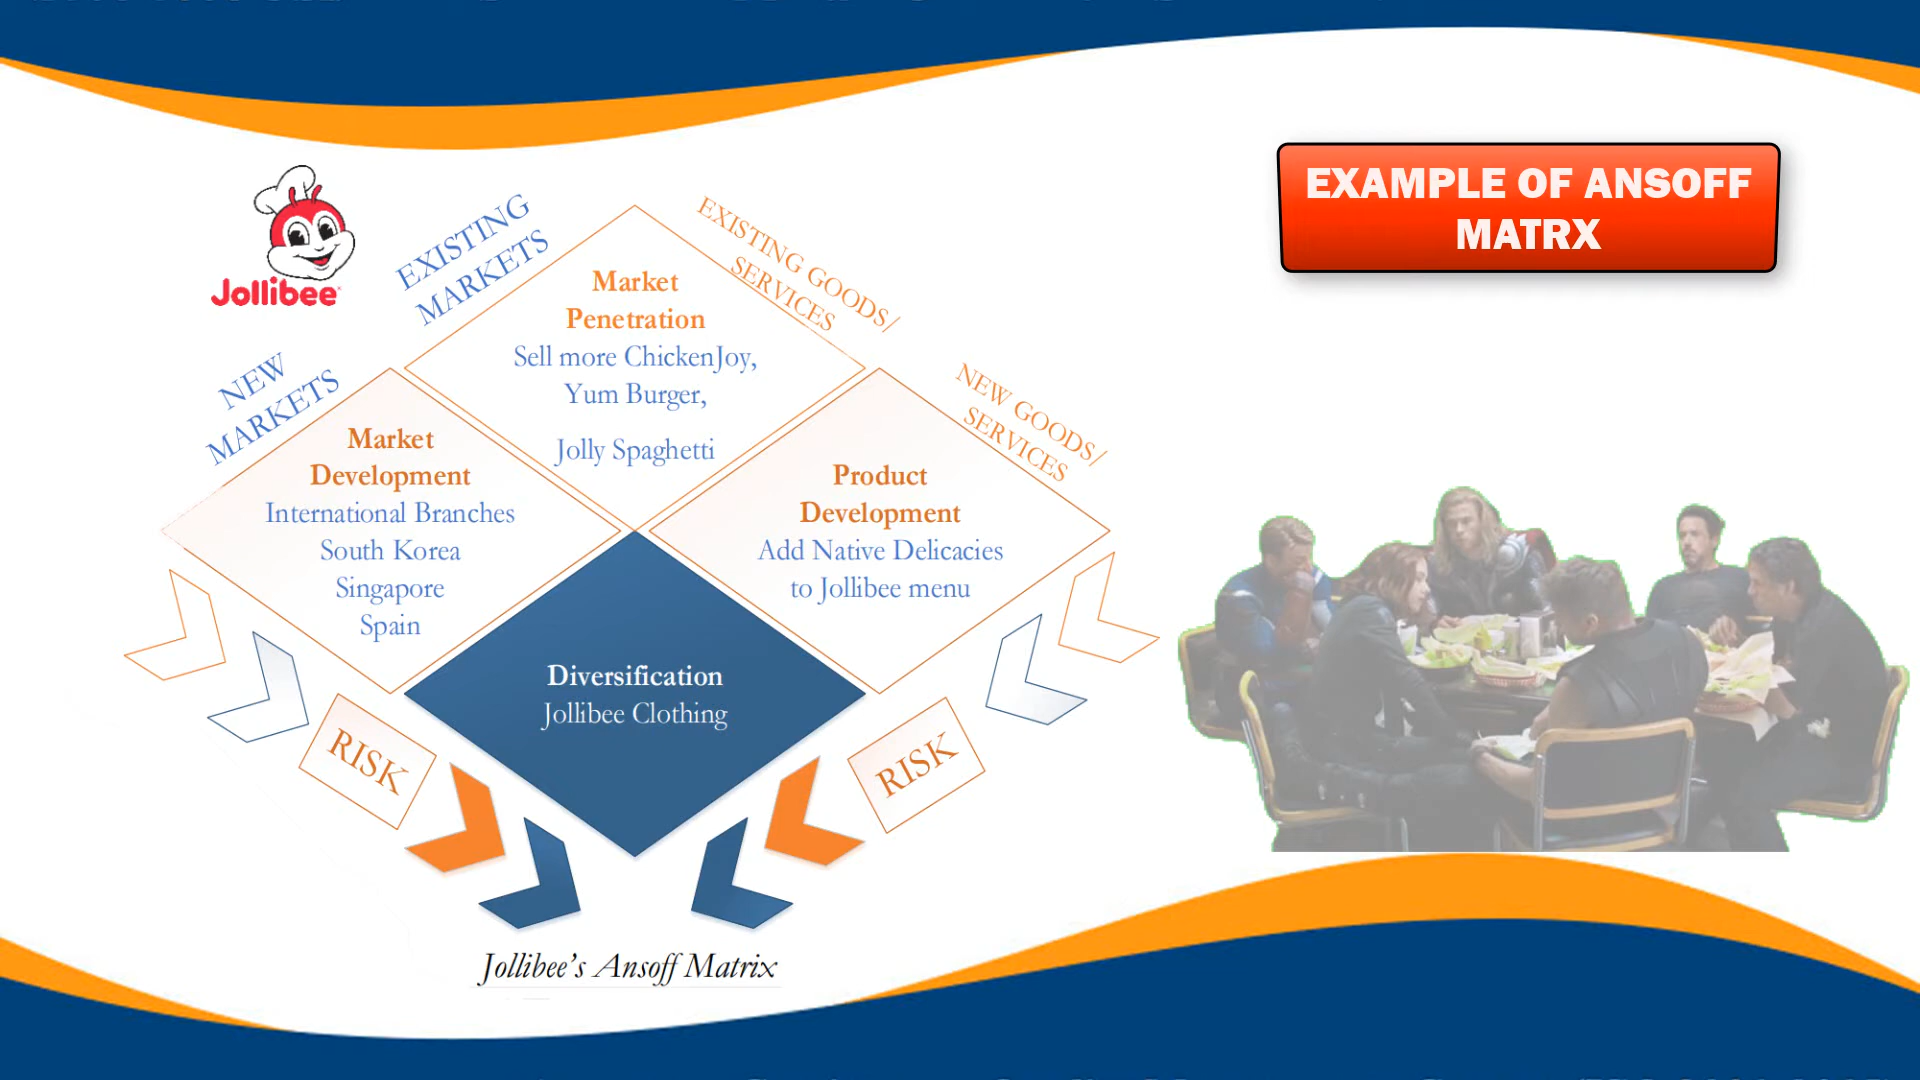 EXAMPLE OF ANSOFF
MATRX
Jollibee
EXISTING
MARKETS
EXISTING GOODS/
SERVICES
NEW
MARKETS
NEW GOODS/
SERVICES
Market
Penetration
Sell more ChickenJoy,
Yum Burger,
Jolly Spaghetti
Market
Development
International Branches
South Korea
Singapore
Spain
Product
Development
Add Native Delicacies
to Jollibee menu
Diversification
Jollibee Clothing
RISK
RISK
Jollibee's Ansoff Matrix